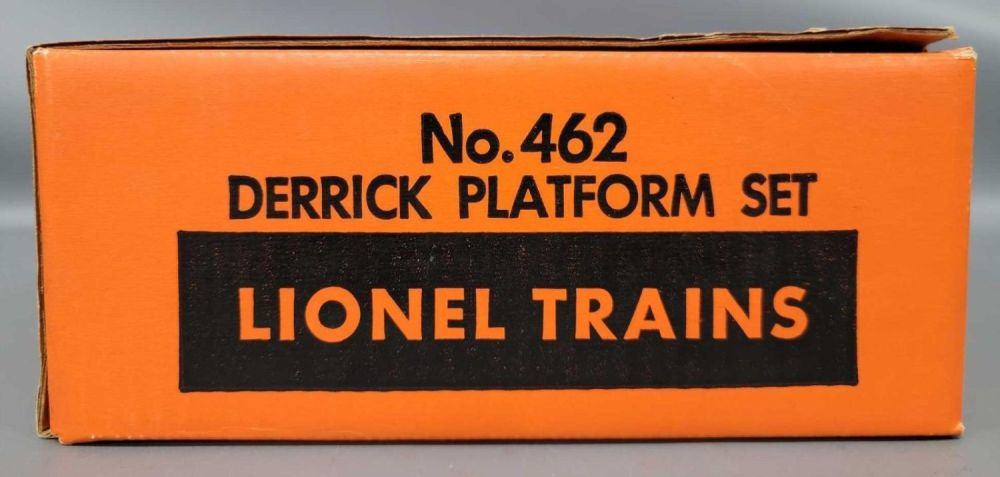 No. 462
DERRICK PLATFORM SET
LIONEL TRAINS